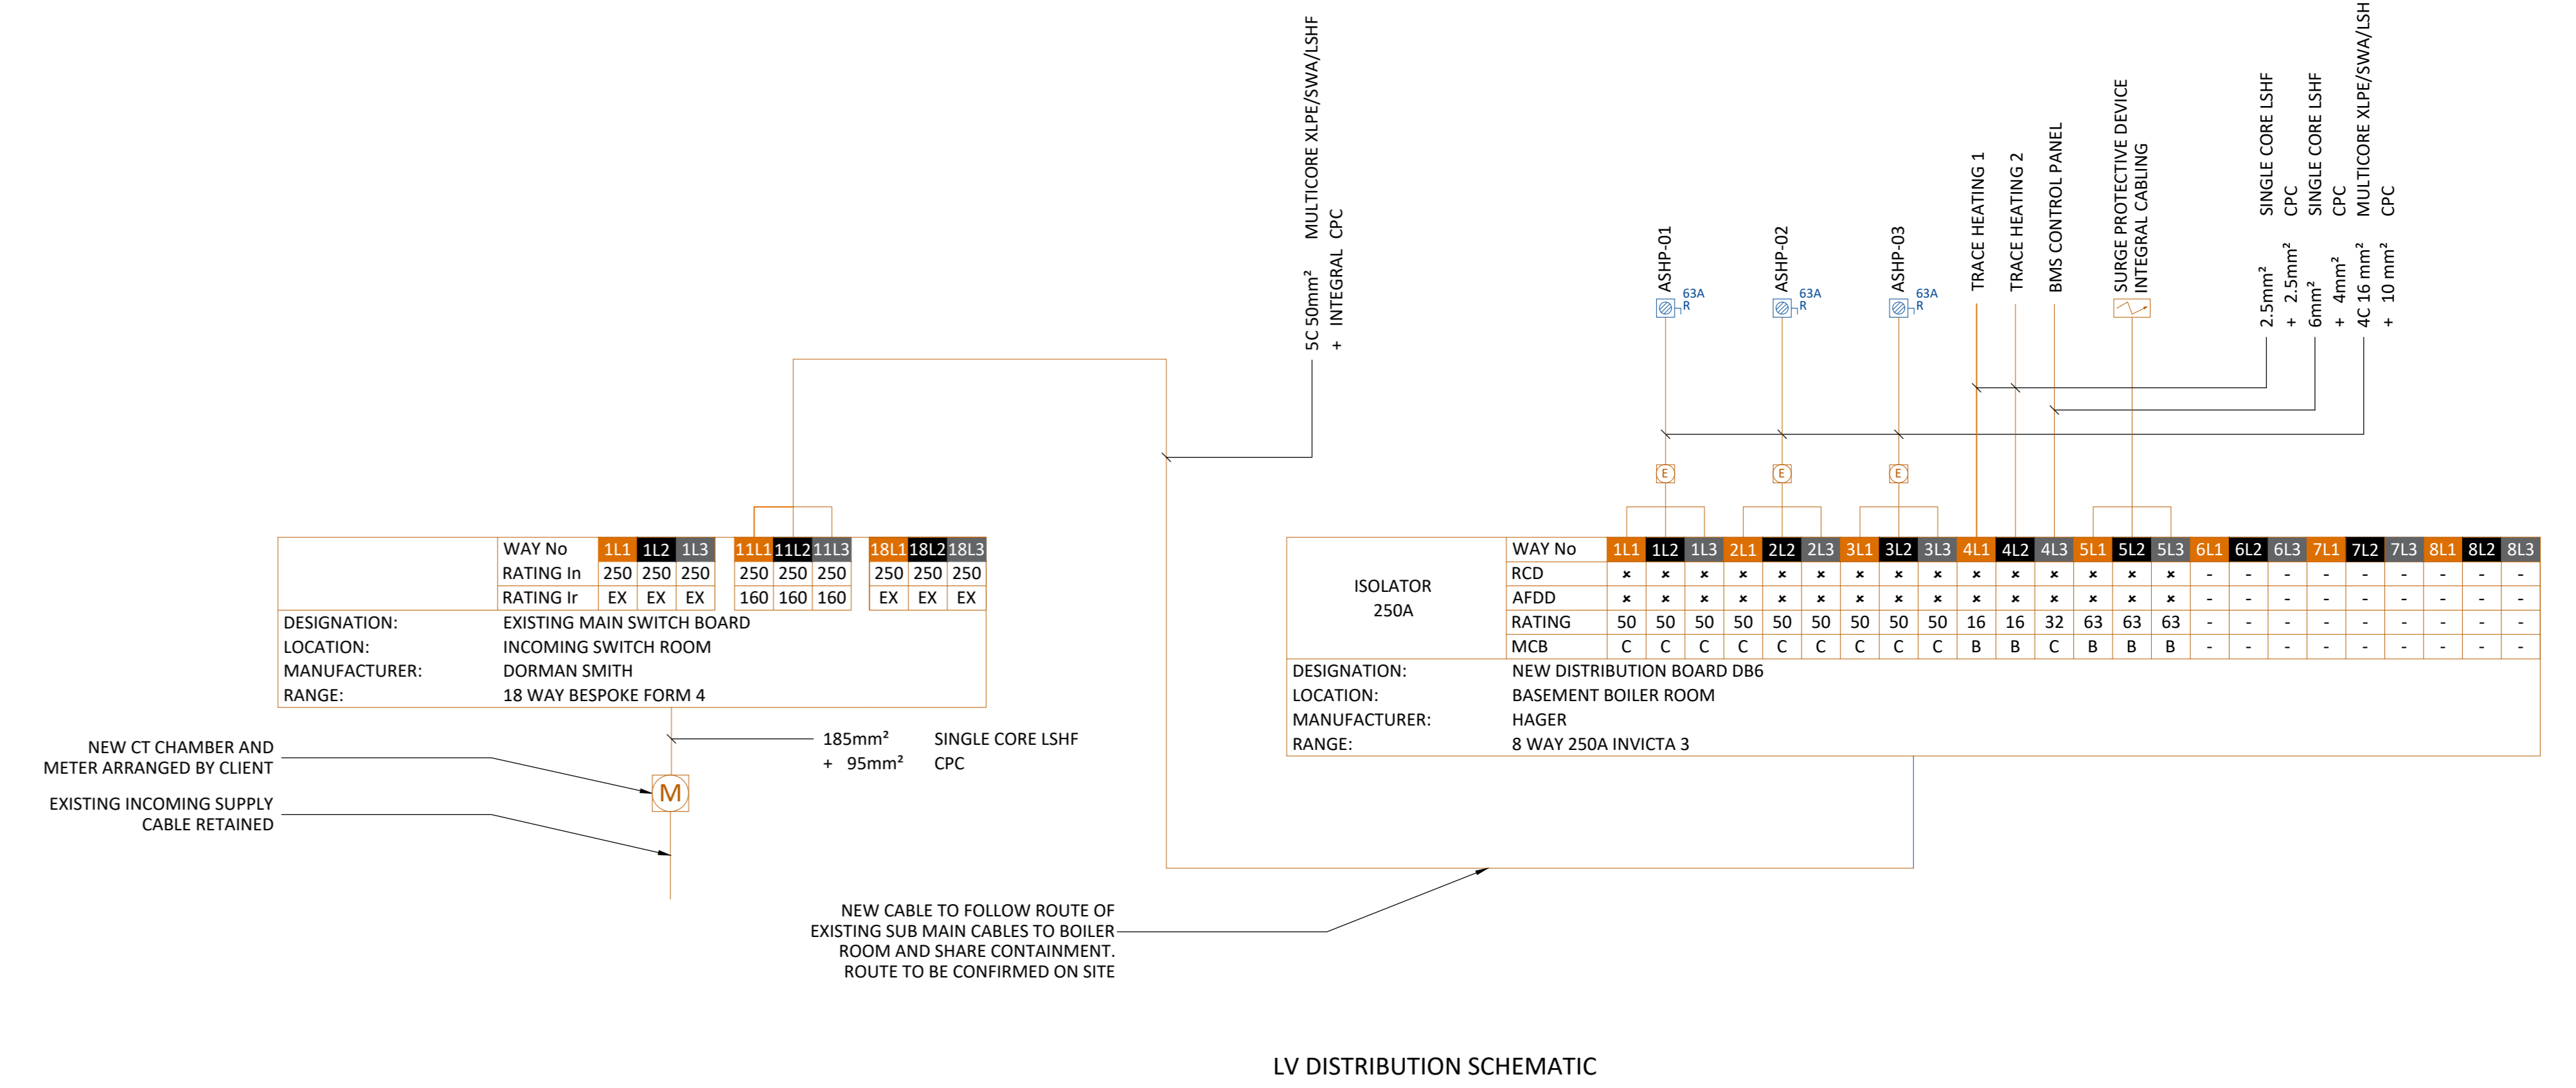 5C 50mm² MULTICORE XLPE/SWA/LSHF
+ INTEGRAL CPC
ASHP-01
63A
R
ASHP-02
63A
R
ASHP-03
63A
R
TRACE HEATING 1
TRACE HEATING 2
BMS CONTROL PANEL
SURGE PROTECTIVE DEVICE
INTEGRAL CABLING
2.5mm² SINGLE CORE LSHF
+ 2.5mm² CPC
6mm² SINGLE CORE LSHF
+ 4mm² CPC
4C 16 mm² MULTICORE XLPE/SWA/LSH
+ 10 mm² CPC
E
E
E
WAY No 1L1 1L2 1L3 11L1 11L2 11L3 18L1 18L2 18L3
RATING In 250 250 250 250 250 250 250 250 250
RATING Ir EX EX EX 160 160 160 EX EX EX
DESIGNATION: EXISTING MAIN SWITCH BOARD
LOCATION: INCOMING SWITCH ROOM
MANUFACTURER: DORMAN SMITH
RANGE: 18 WAY BESPOKE FORM 4
ISOLATOR
250A
WAY No 1L1 1L2 1L3 2L1 2L2 2L3 3L1 3L2 3L3 4L1 4L2 4L3 5L1 5L2 5L3 6L1 6L2 6L3 7L1 7L2 7L3 8L1 8L2 8L3
RCD × × × × × × × × × × × × × × × - - - - - - - - -
AFDD × × × × × × × × × × × × × × × - - - - - - - - -
RATING 50 50 50 50 50 50 50 50 50 16 16 32 63 63 63 - - - - - - - - -
MCB C C C C C C C C C B B C B B B - - - - - - - - -
DESIGNATION: NEW DISTRIBUTION BOARD DB6
LOCATION: BASEMENT BOILER ROOM
MANUFACTURER: HAGER
RANGE: 8 WAY 250A INVICTA 3
185mm² SINGLE CORE LSHF
+ 95mm² CPC
NEW CT CHAMBER AND
METER ARRANGED BY CLIENT
M
EXISTING INCOMING SUPPLY
CABLE RETAINED
NEW CABLE TO FOLLOW ROUTE OF
EXISTING SUB MAIN CABLES TO BOILER
ROOM AND SHARE CONTAINMENT.
ROUTE TO BE CONFIRMED ON SITE
LV DISTRIBUTION SCHEMATIC